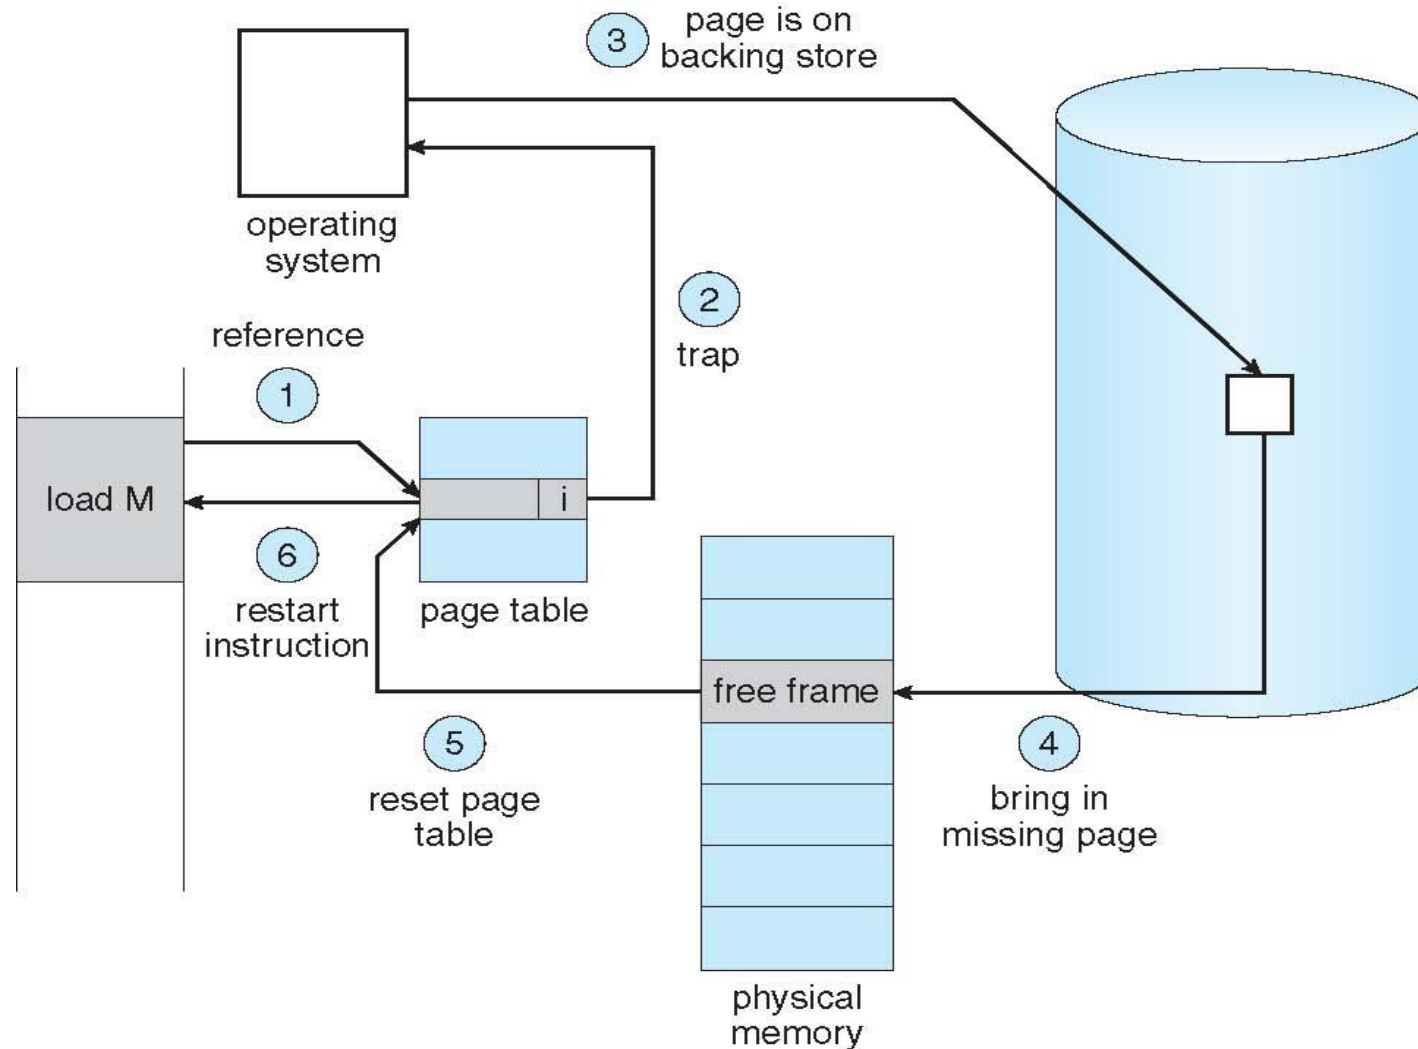 3
page is on
backing store
operating
system
2
trap
reference
1
load M
i
6
restart
instruction
page table
free frame
5
reset page
table
4
bring in
missing page
physical
memory